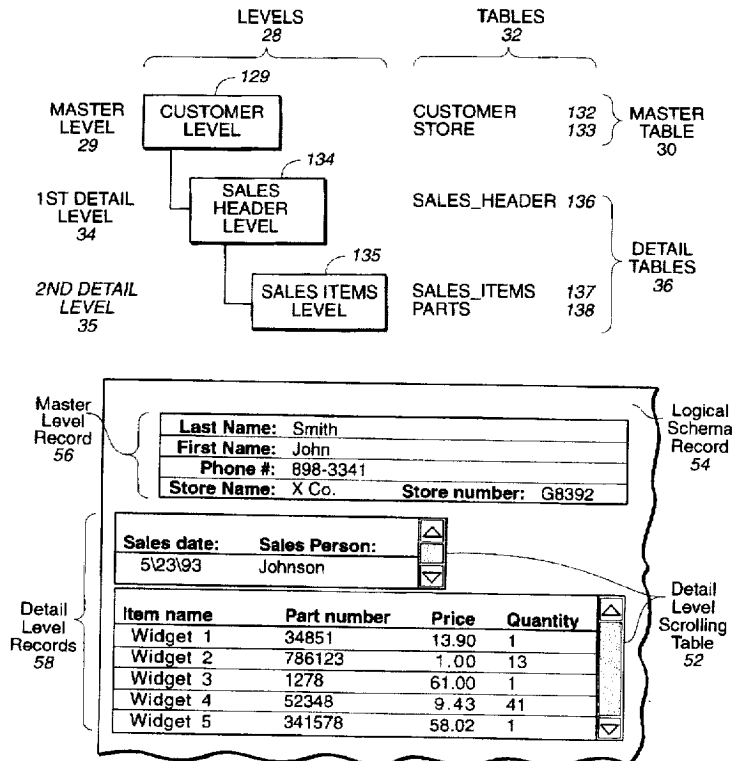 LEVELS
28
TABLES
32
129
MASTER
LEVEL
29
CUSTOMER
LEVEL
CUSTOMER 132
STORE 133
MASTER
TABLE
30
134
1ST DETAIL
LEVEL
34
SALES
HEADER
LEVEL
SALES_HEADER 136
135
DETAIL
TABLES
36
2ND DETAIL
LEVEL
35
SALES ITEMS
LEVEL
SALES_ITEMS 137
PARTS 138
Master
Level
Record
56
Last Name: Smith
First Name: John
Phone #: 898-3341
Store Name: X Co. Store number: G8392
Logical
Schema
Record
54
Sales date: Sales Person:
5\23\93 Johnson
Detail
Level
Records
58
Item name Part number Price Quantity
Widget 1 34851 13.90 1
Widget 2 786123 1.00 13
Widget 3 1278 61.00 1
Widget 4 52348 9.43 41
Widget 5 341578 58.02 1
Detail
Level
Scrolling
Table
52